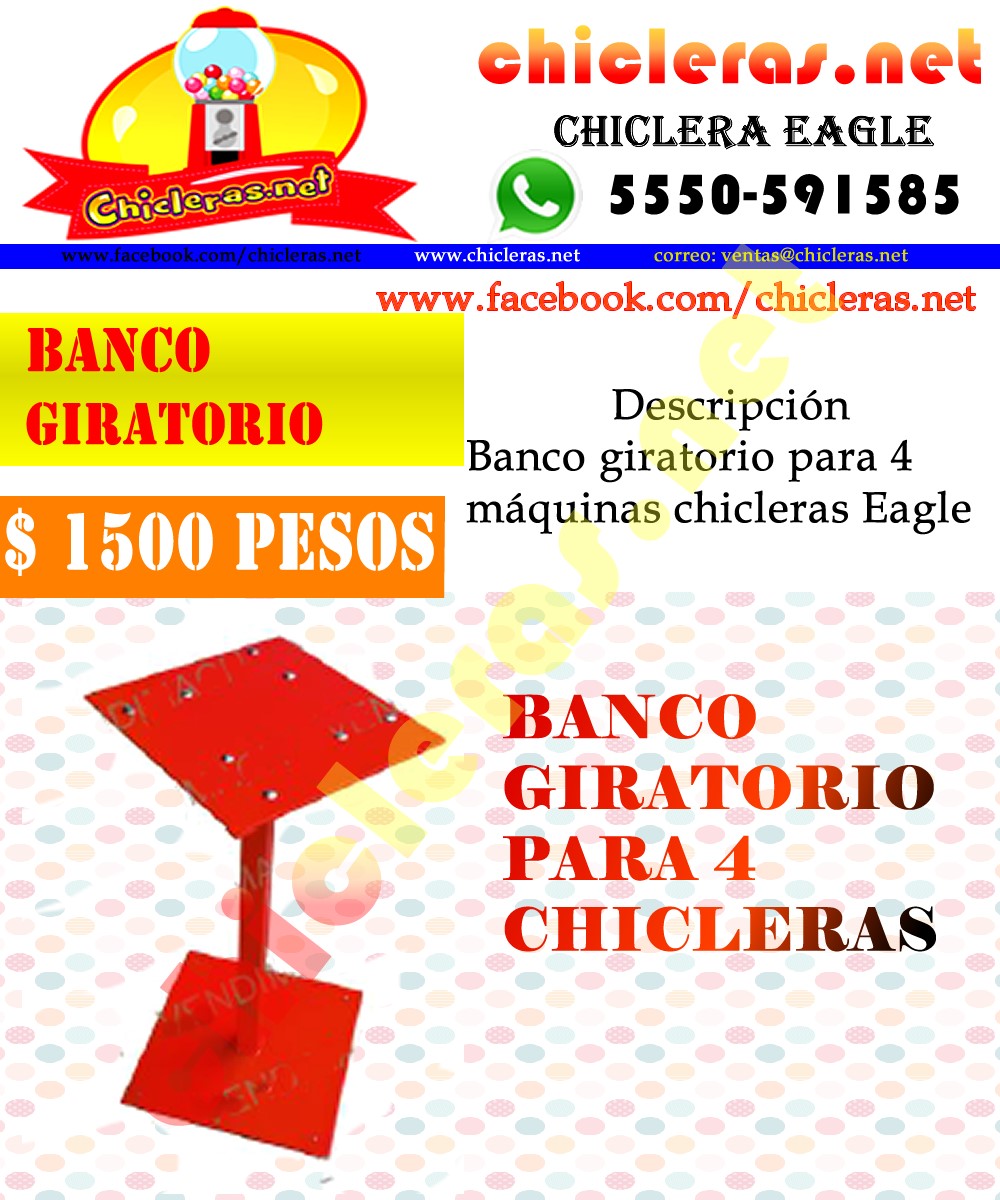 chicleras.net
CHICLERA EAGLE
Chicleras.net
5550-591585
www.facebook.com/chicleras.net www.chicleras.net correo: ventas@chicleras.net
www.facebook.com/chicleras.net
BANCO
GIRATORIO
Descripción
Banco giratorio para 4
máquinas chicleras Eagle
$ 1500 PESOS
chicleras.net
BANCO
GIRATORIO
PARA 4
CHICLERAS